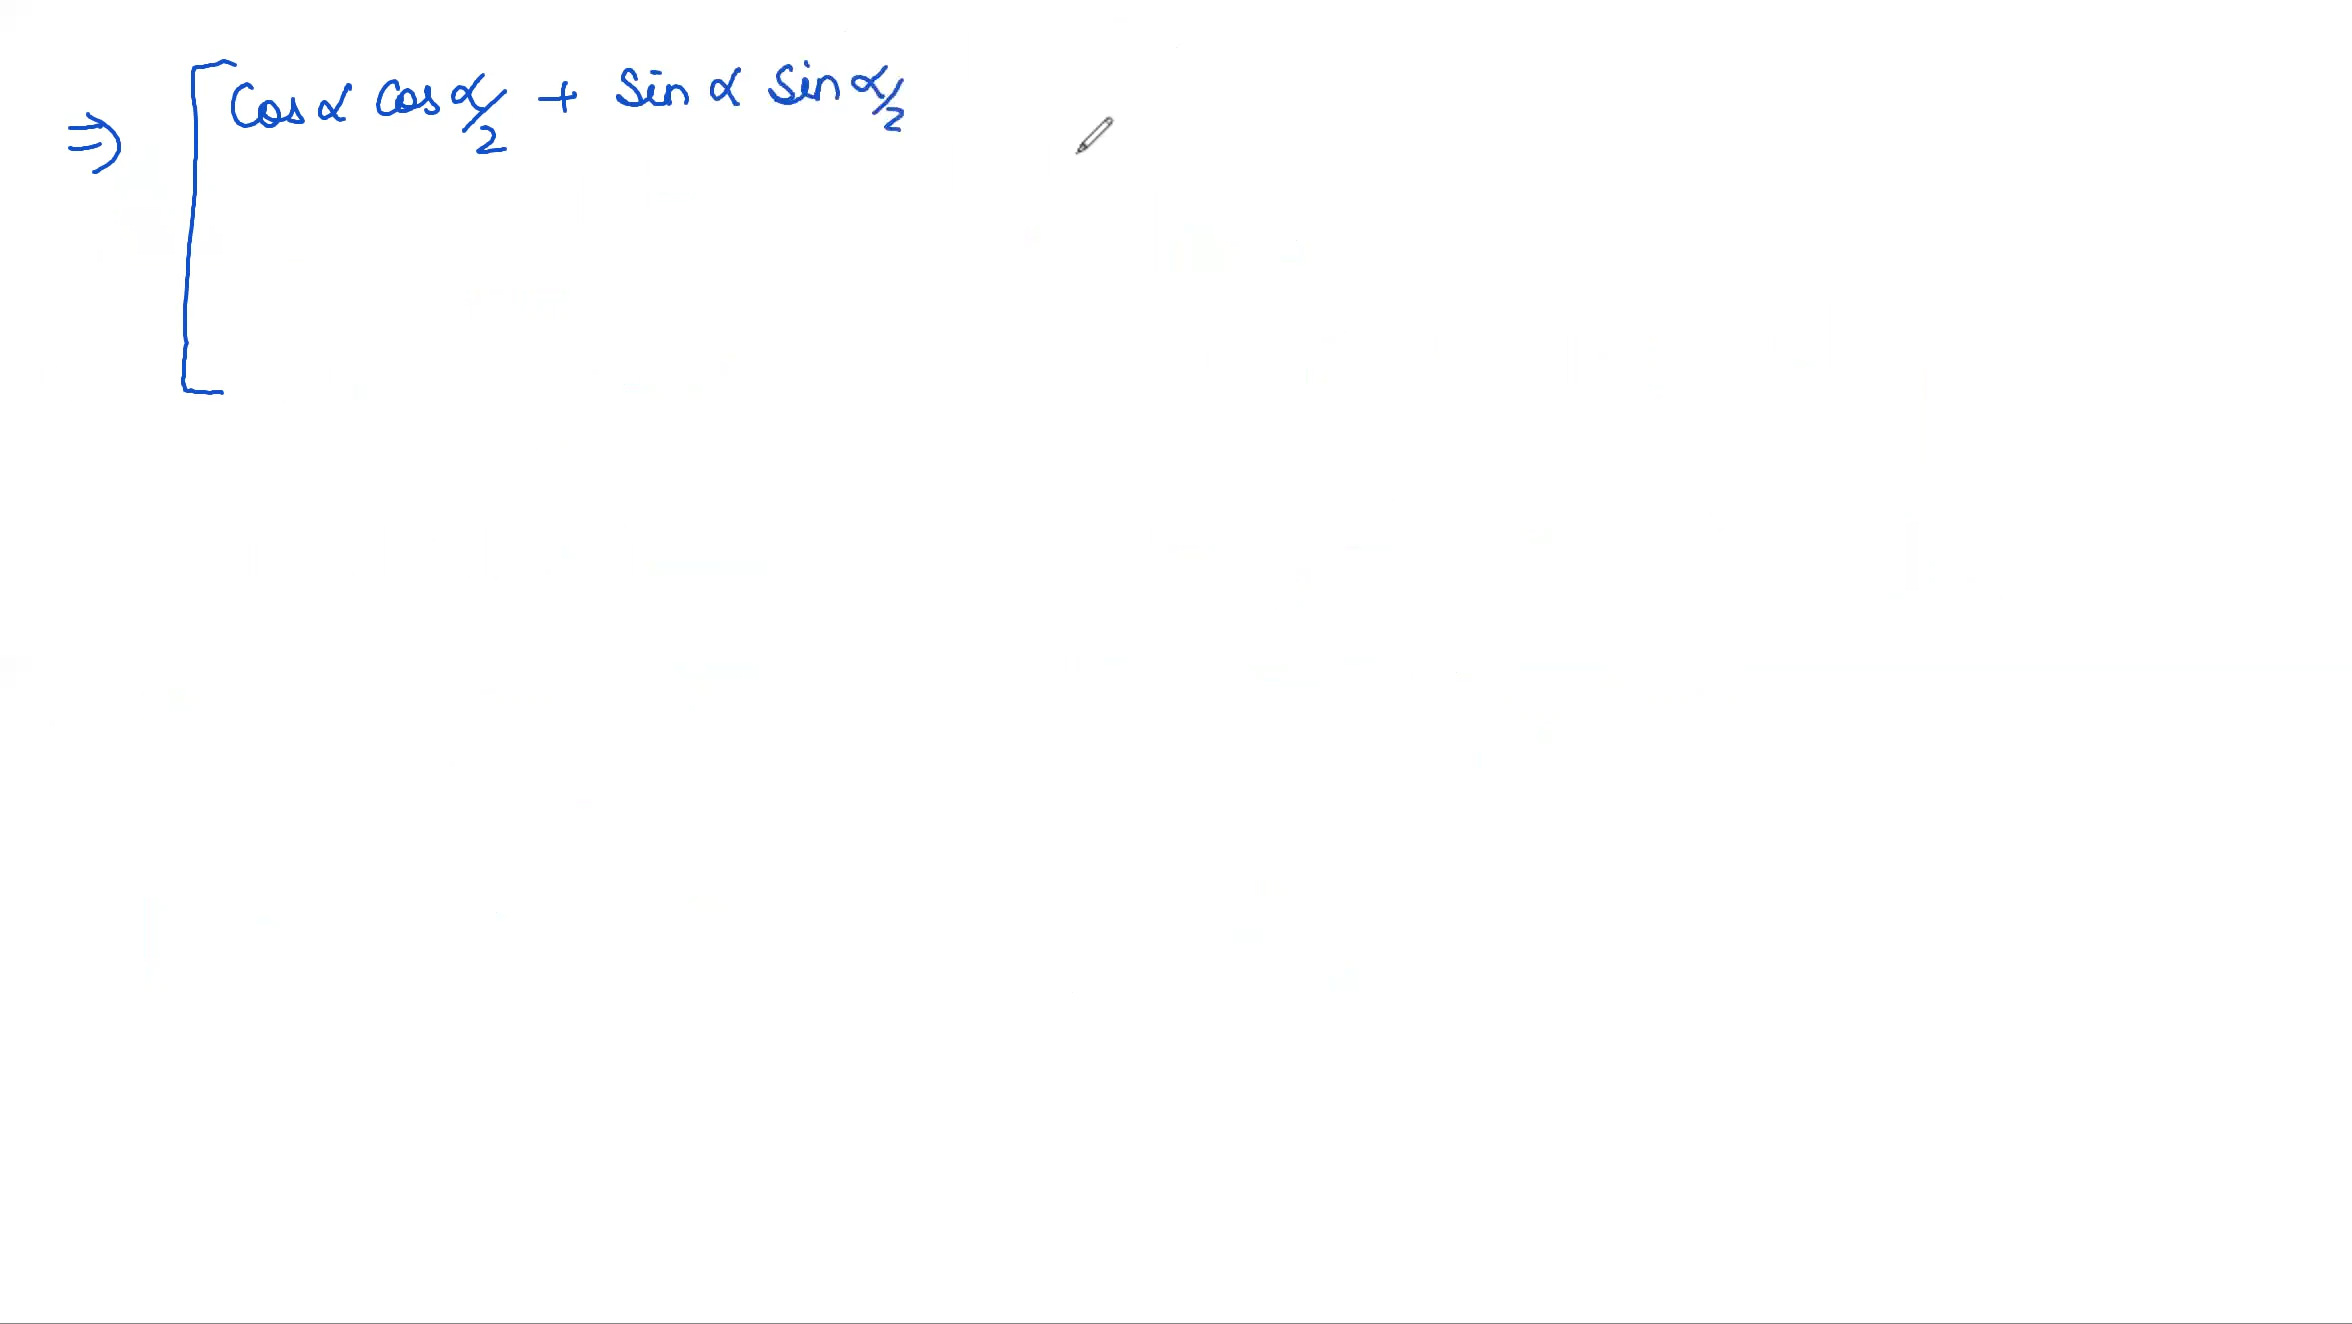 ⇒ [ Cos α Cos α/2 + Sin α Sin α/2